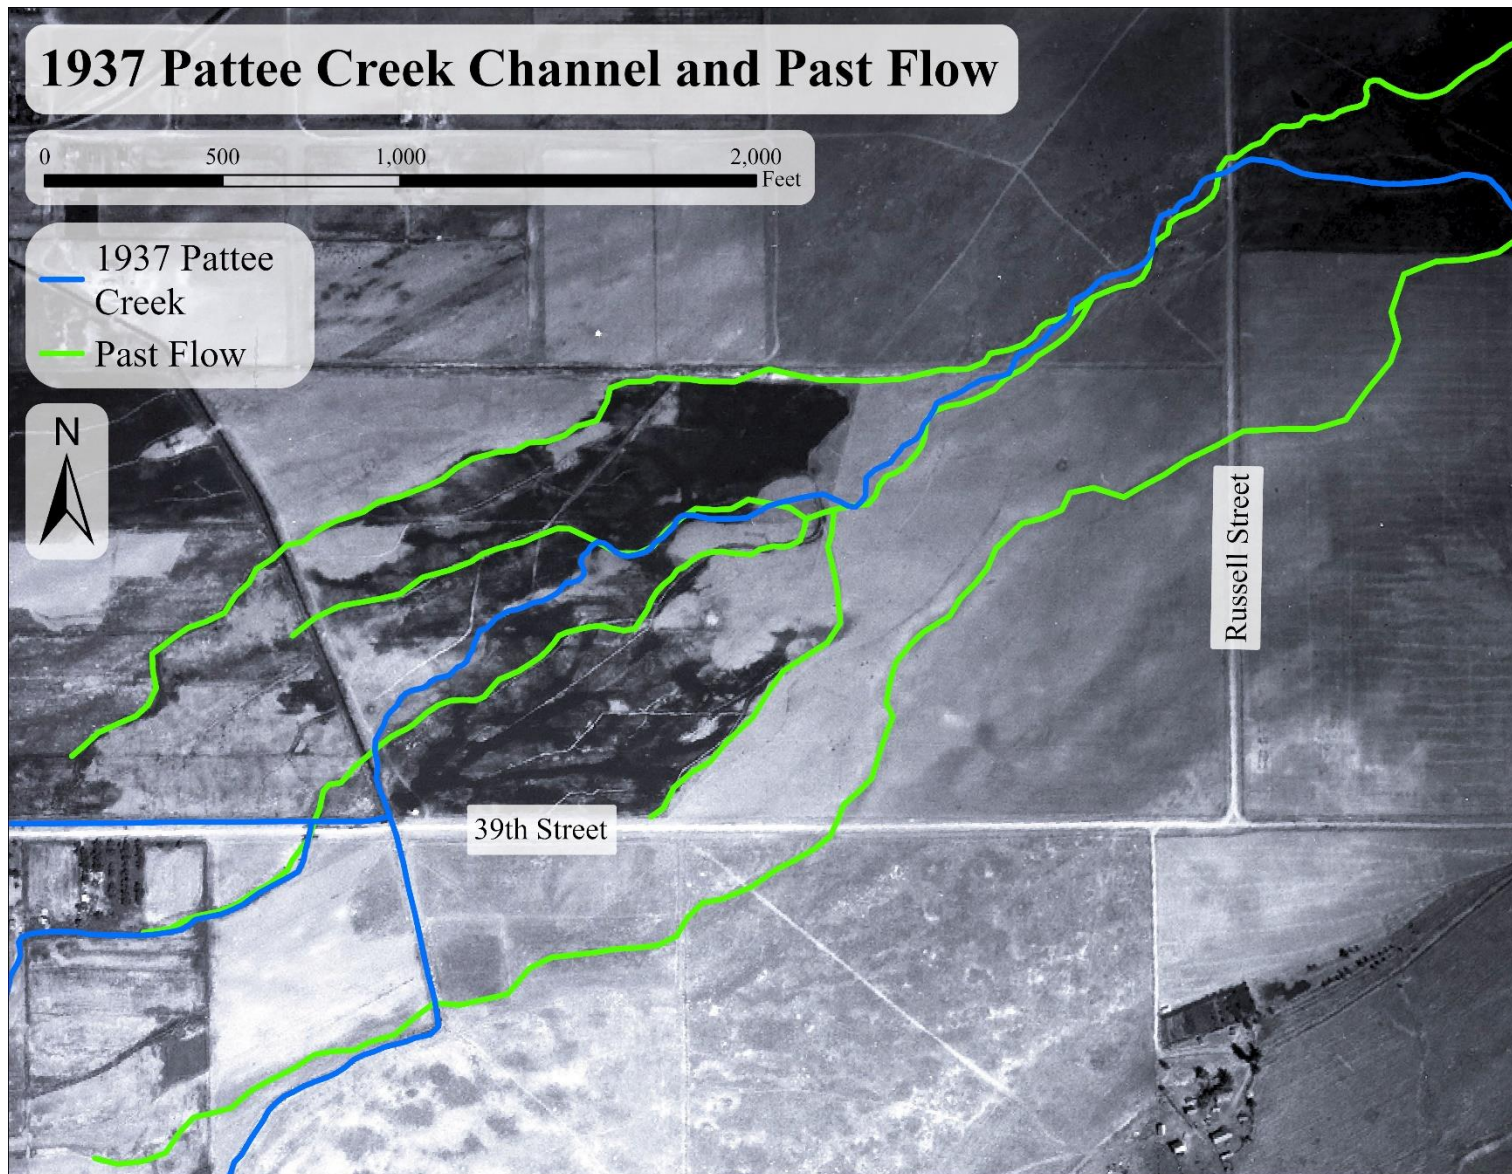 1937 Pattee Creek Channel and Past Flow
0 500 1,000 2,000
Feet
1937 Pattee
Creek
Past Flow
N
Russell Street
39th Street